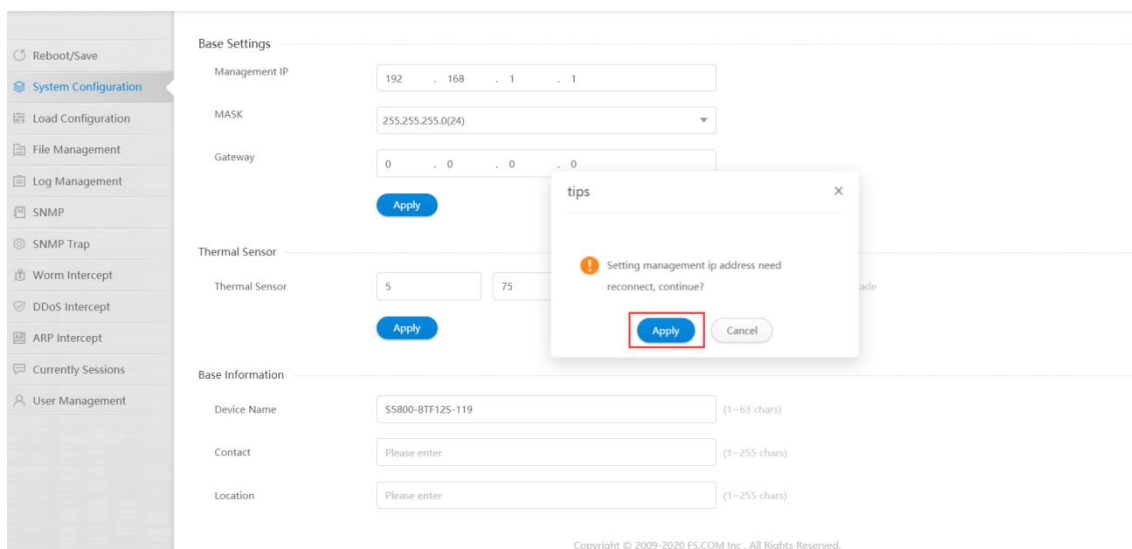 Reboot/Save
System Configuration
Load Configuration
File Management
Log Management
SNMP
SNMP Trap
Worm Intercept
DDoS Intercept
ARP Intercept
Currently Sessions
User Management
Base Settings
Management IP
192 . 168 . 1 . 1
MASK
255.255.255.0(24)
Gateway
0 . 0 . 0 . 0
Apply
Thermal Sensor
Thermal Sensor
5
75
ade
Apply
Base Information
Device Name
S5800-8TF12S-119
(1~63 chars)
Contact
Please enter
(1~255 chars)
Location
Please enter
(1~255 chars)
Copyright © 2009-2020 FS.COM Inc . All Rights Reserved.
tips
Setting management ip address need
reconnect, continue?
Apply
Cancel